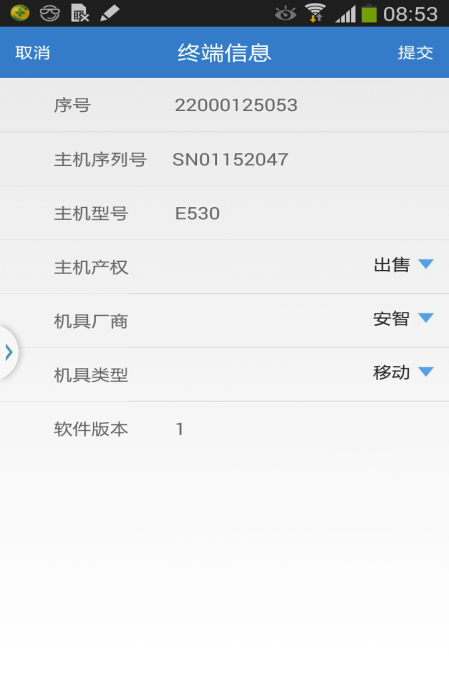 08:53
取消 终端信息 提交
序号 22000125053
主机序列号 SN01152047
主机型号 E530
主机产权 出售
机具厂商 安智
机具类型 移动
软件版本 1